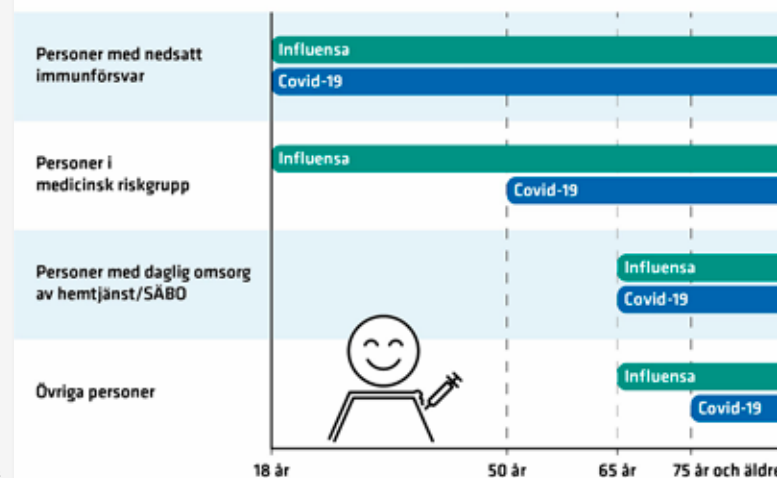 Personer med nedsatt
immunförsvar
Influensa
Covid-19
Personer i
medicinsk riskgrupp
Influensa
Covid-19
Personer med daglig omsorg
av hemtjänst/SÄBO
Influensa
Covid-19
Övriga personer
Influensa
Covid-19
18 år 50 år 65 år 75 år och äldre